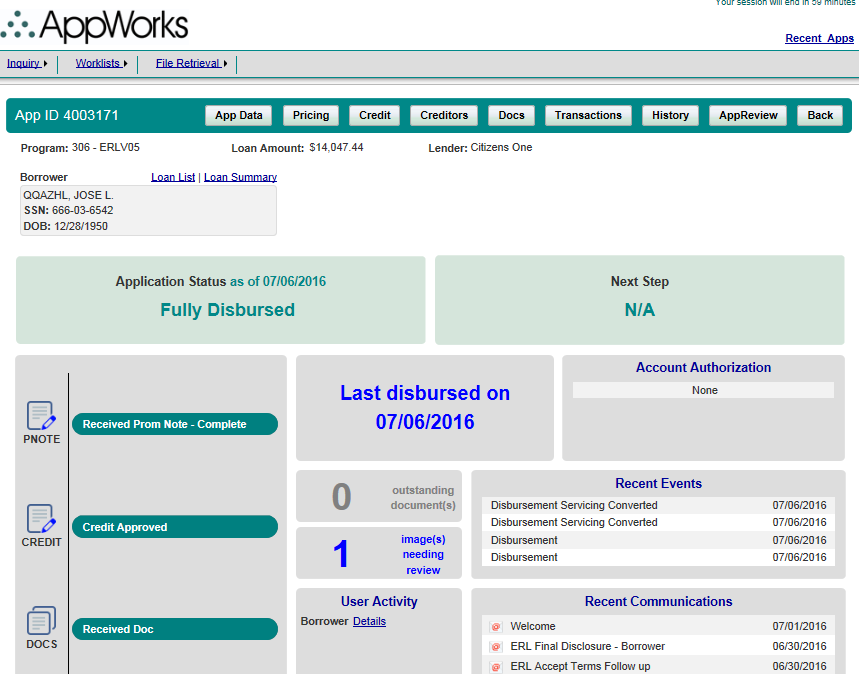 Your session will end in 59 minutes
AppWorks
Recent Apps
Inquiry
Worklists
File Retrieval
App ID 4003171
App Data
Pricing
Credit
Creditors
Docs
Transactions
History
AppReview
Back
Program: 306 - ERLV05
Loan Amount: $14,047.44
Lender: Citizens One
Borrower
Loan List | Loan Summary
QQAZHL, JOSE L.
SSN: 666-03-6542
DOB: 12/28/1950
Application Status as of 07/06/2016
Fully Disbursed
Next Step
N/A
PNOTE
Received Prom Note - Complete
CREDIT
Credit Approved
DOCS
Received Doc
Last disbursed on
07/06/2016
Account Authorization
None
0
outstanding
document(s)
1
image(s)
needing
review
Recent Events
Disbursement Servicing Converted 07/06/2016
Disbursement Servicing Converted 07/06/2016
Disbursement 07/06/2016
Disbursement 07/06/2016
User Activity
Borrower Details
Recent Communications
@ Welcome 07/01/2016
@ ERL Final Disclosure - Borrower 06/30/2016
@ ERL Accept Terms Follow up 06/30/2016